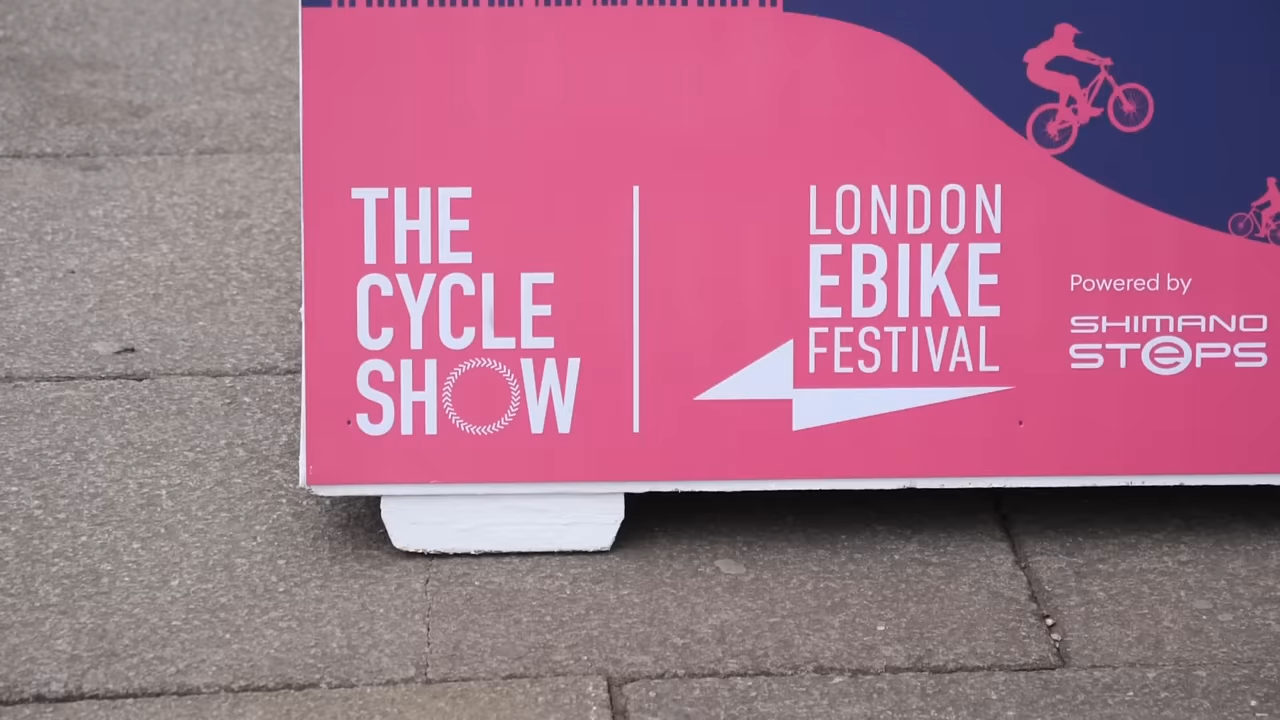 THE
CYCLE
SHOW
LONDON
EBIKE
FESTIVAL
Powered by
SHIMANO
STePS